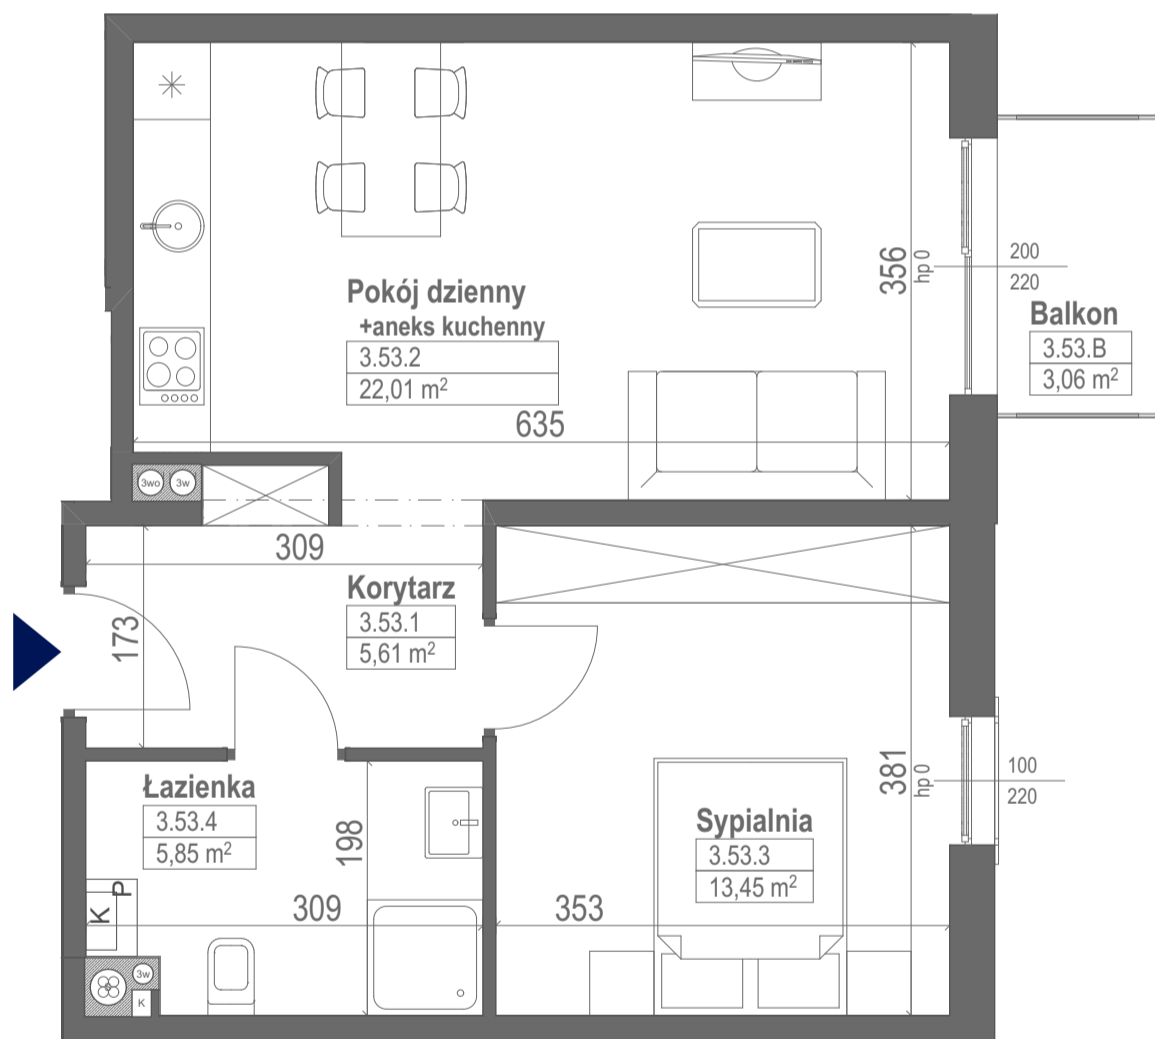 Pokój dzienny
+aneks kuchenny
3.53.2
22,01 m²
635
356
hp 0
200
220
Balkon
3.53.B
3,06 m²
3wo
3w
309
Korytarz
3.53.1
5,61 m²
173
Łazienka
3.53.4
5,85 m²
198
309
P
K
3w
K
Sypialnia
3.53.3
13,45 m²
353
381
hp 0
100
220